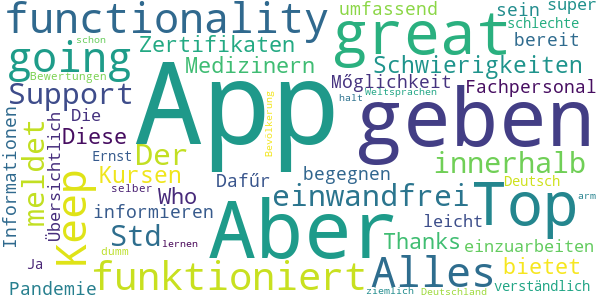 functionality
umfassend
sein
super
great
schlechte
going
Zertifikaten
bereit
schon
Medizinern
Schwierigkeiten
Bewertungen
App
Möglichkeit
Fachpersonal
Support
geben
halt
Weltsprachen
Die
Bevölkerung
Informationen
meldet
Übersichtlich
Diese
Der
innerhalb
Ernst
Kursen
Dafür
begegnen
Deutsch
Keep
selber
Who
einwandfrei
Top
arm
informieren
Aber
leicht
Std
Thanks
einzuarbeiten
lernen
dumm
Ja
funktioniert
Alles
bietet
Pandemie
ziemlich
Deutschland
verständlich